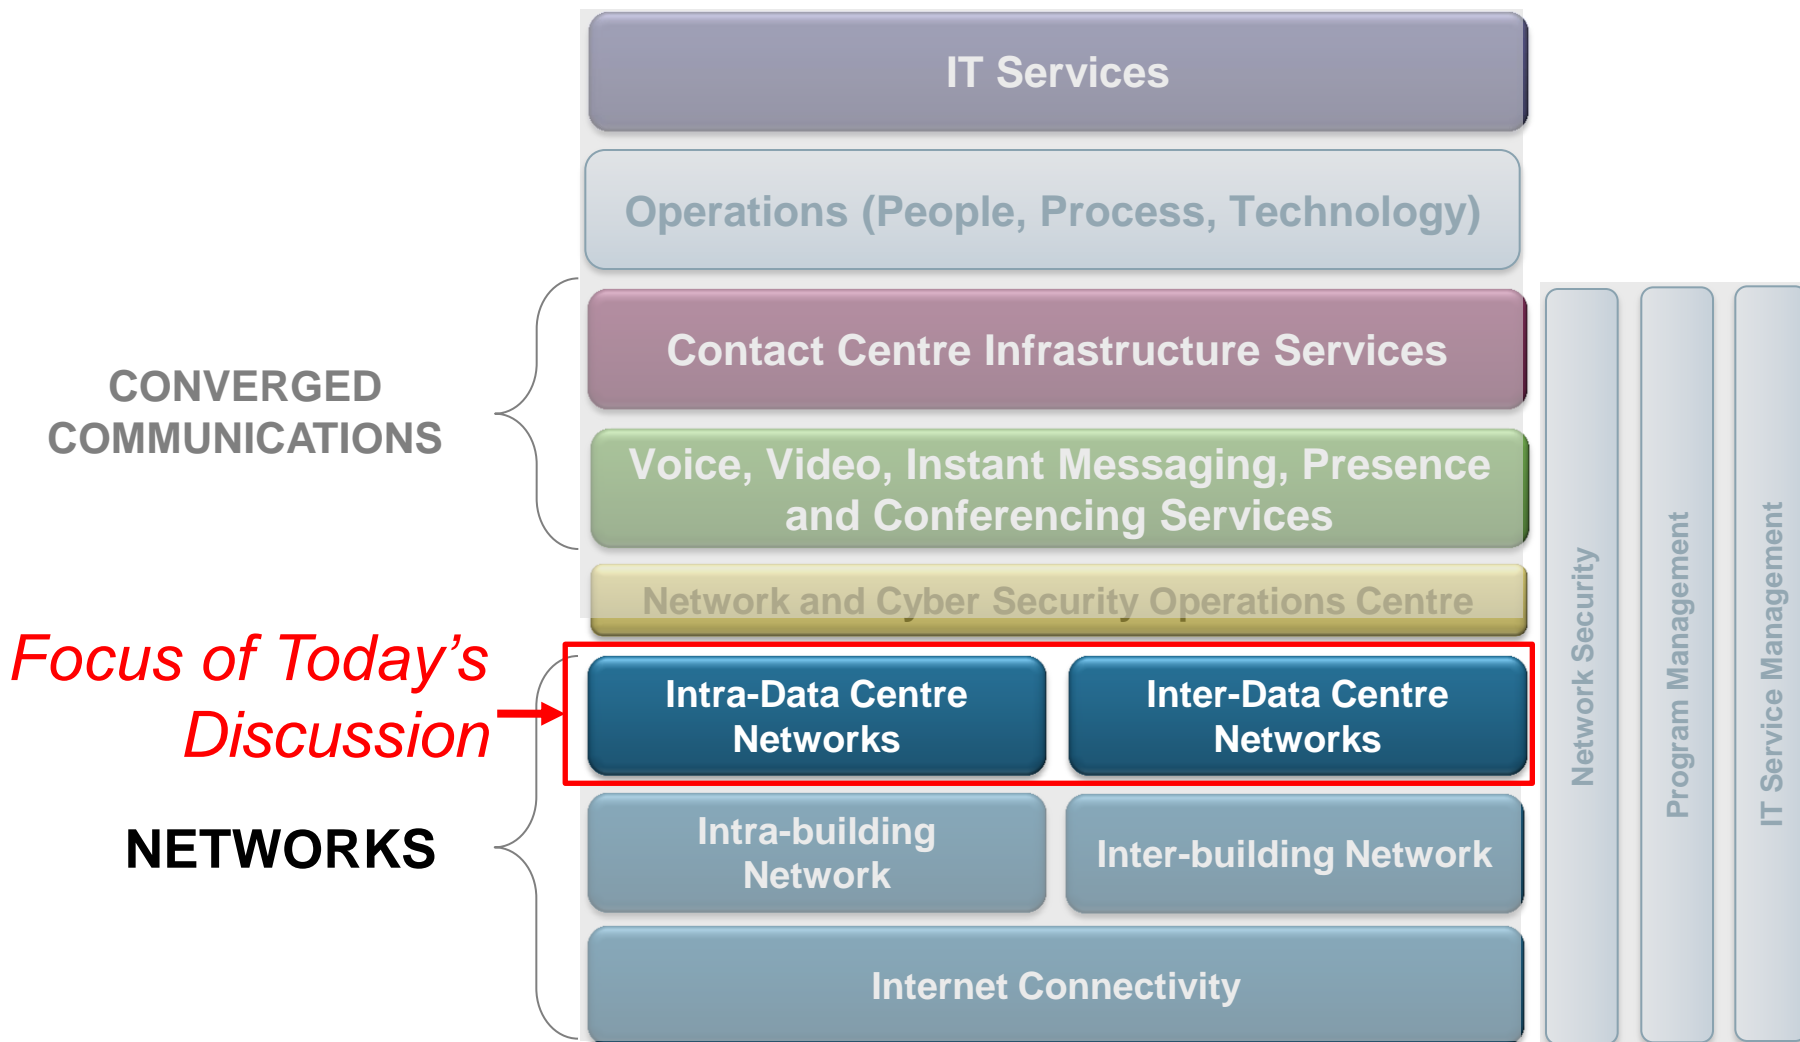 IT Services
Operations (People, Process, Technology)
CONVERGED
COMMUNICATIONS
Contact Centre Infrastructure Services
Voice, Video, Instant Messaging, Presence
and Conferencing Services
Network and Cyber Security Operations Centre
Focus of Today’s
Discussion
Intra-Data Centre
Networks
Inter-Data Centre
Networks
NETWORKS
Intra-building
Network
Inter-building Network
Internet Connectivity
Network Security
Program Management
IT Service Management